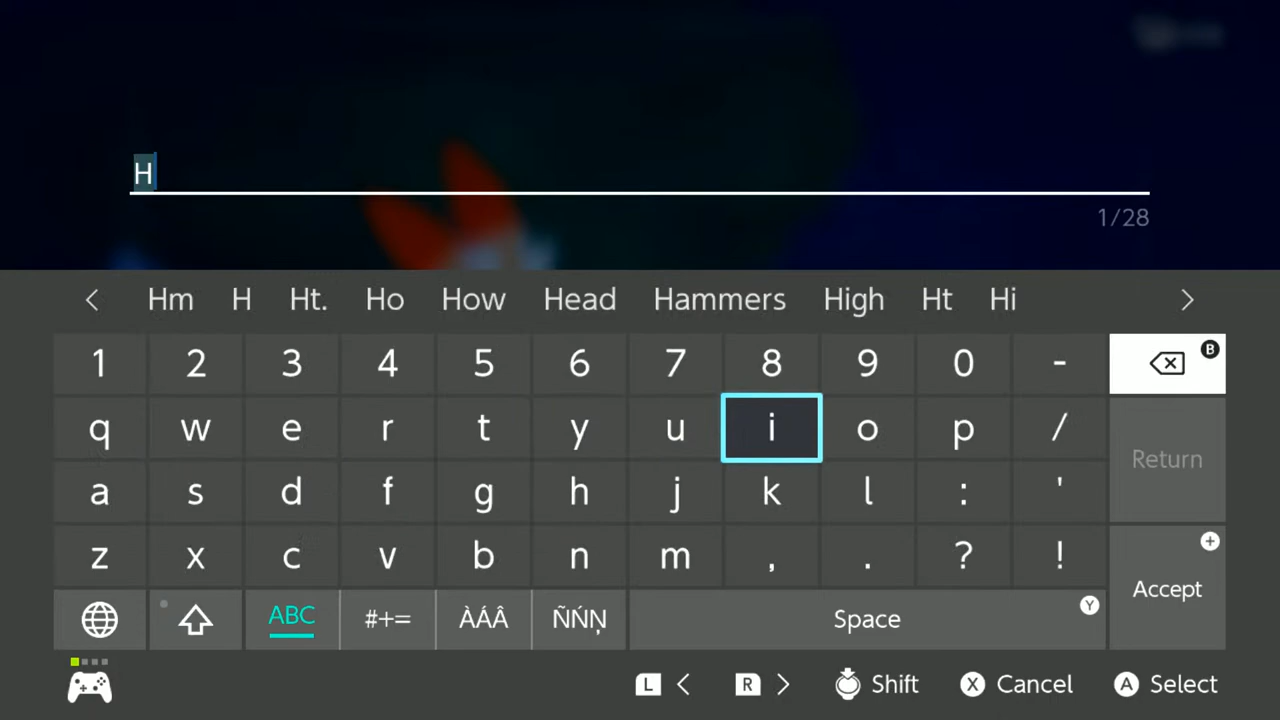 H
1/28
Hm H Ht. Ho How Head Hammers High Ht Hi
1 2 3 4 5 6 7 8 9 0 - B
q w e r t y u i o p /
Return
a s d f g h j k l : '
z x c v b n m , . ? ! +
Accept
ABC #+= ÀÁÂ ÑŃŅ Space Y
L R Shift X Cancel A Select